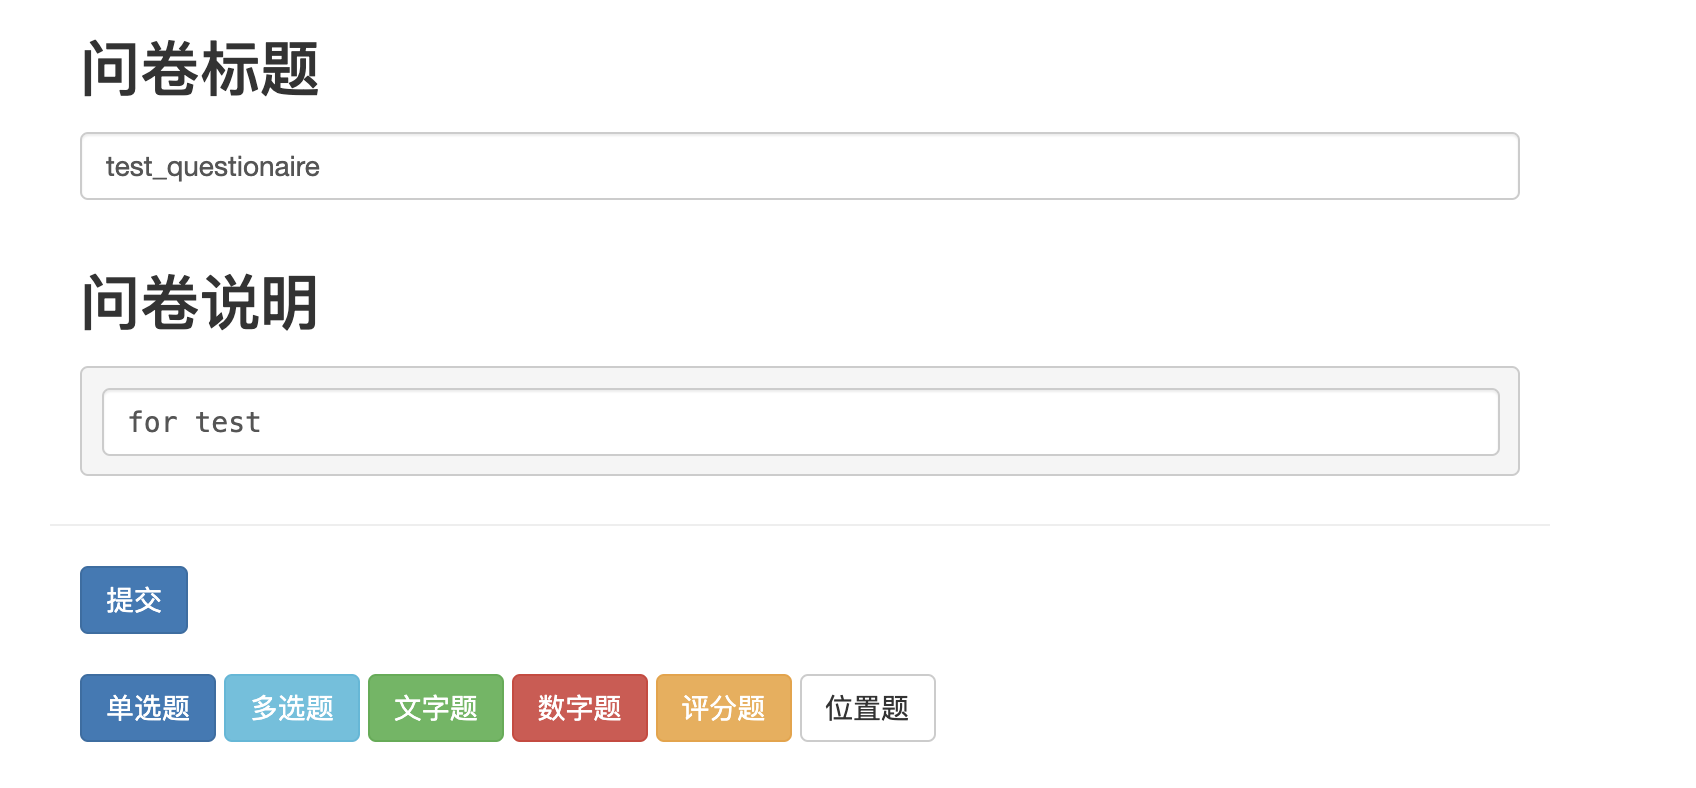 问卷标题
test_questionaire
问卷说明
for test
提交
单选题 多选题 文字题 数字题 评分题 位置题